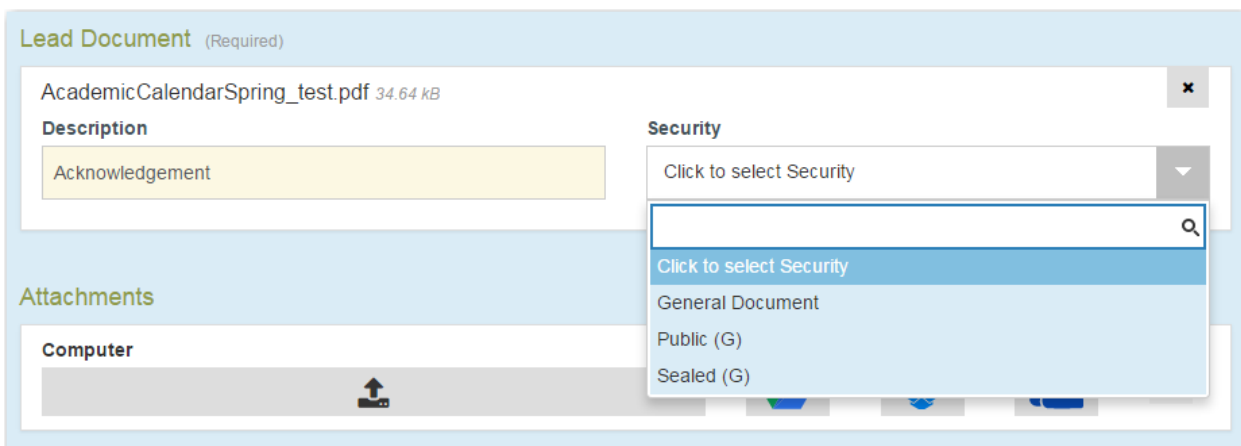 Lead Document (Required)
AcademicCalendarSpring_test.pdf 34.64 kB
Description
Security
Acknowledgement
Click to select Security
Click to select Security
General Document
Public (G)
Sealed (G)
Attachments
Computer